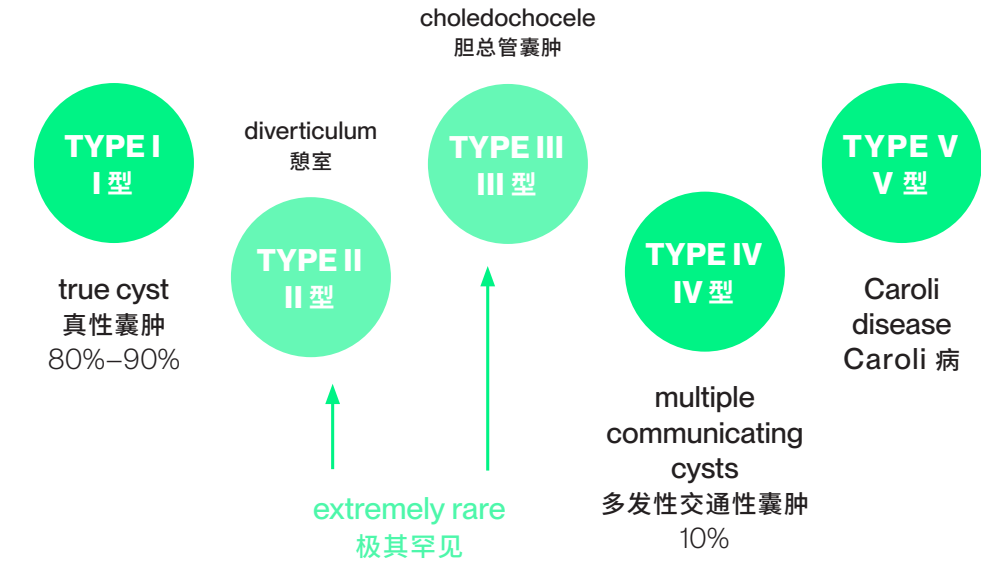 TYPE I
I 型
true cyst
真性囊肿
80%–90%
diverticulum
憩室
TYPE II
II 型
choledochocele
胆总管囊肿
TYPE III
III 型
extremely rare
极其罕见
TYPE IV
IV 型
multiple
communicating
cysts
多发性交通性囊肿
10%
TYPE V
V 型
Caroli
disease
Caroli 病